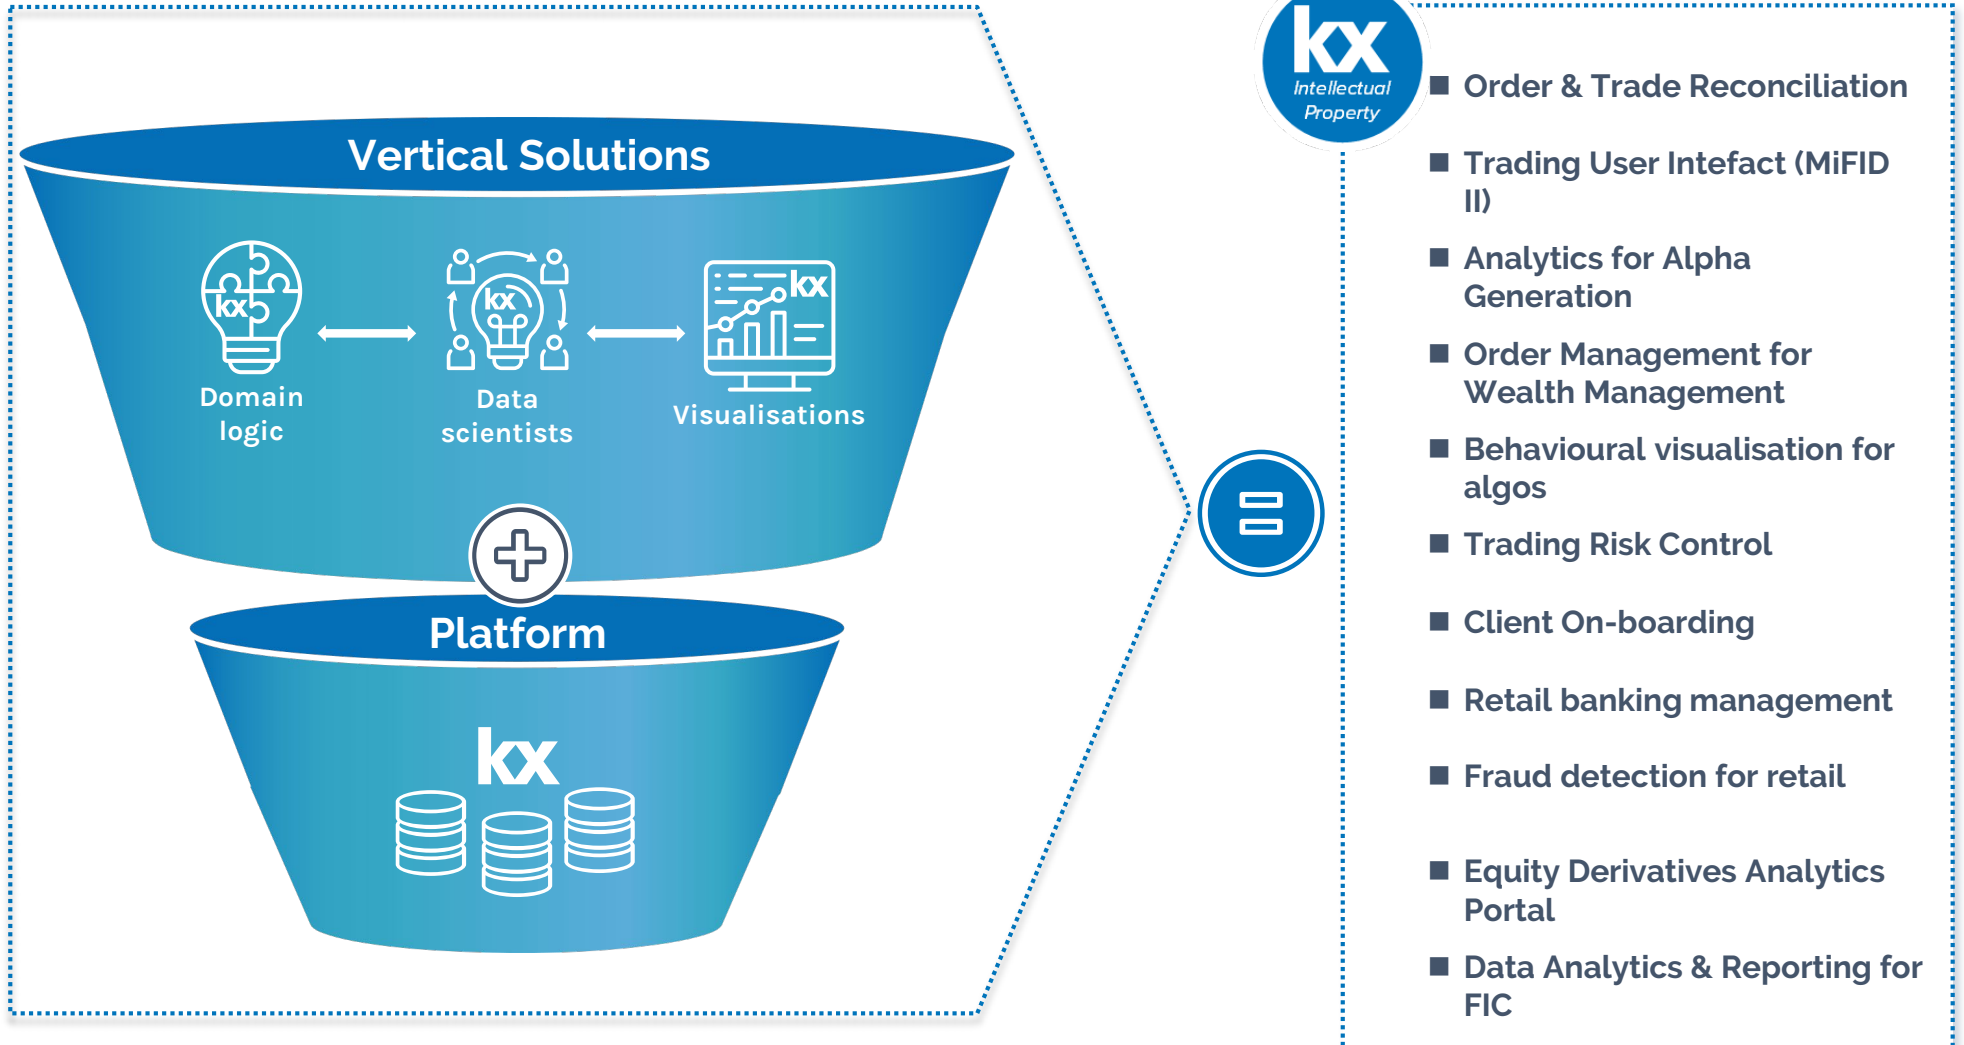 Vertical Solutions
kx
kx
kx
Domain
logic
Data
scientists
Visualisations
Platform
kx
kx
Intellectual
Property
Order & Trade Reconciliation
Trading User Intefact (MiFID
II)
Analytics for Alpha
Generation
Order Management for
Wealth Management
Behavioural visualisation for
algos
Trading Risk Control
Client On-boarding
Retail banking management
Fraud detection for retail
Equity Derivatives Analytics
Portal
Data Analytics & Reporting for
FIC